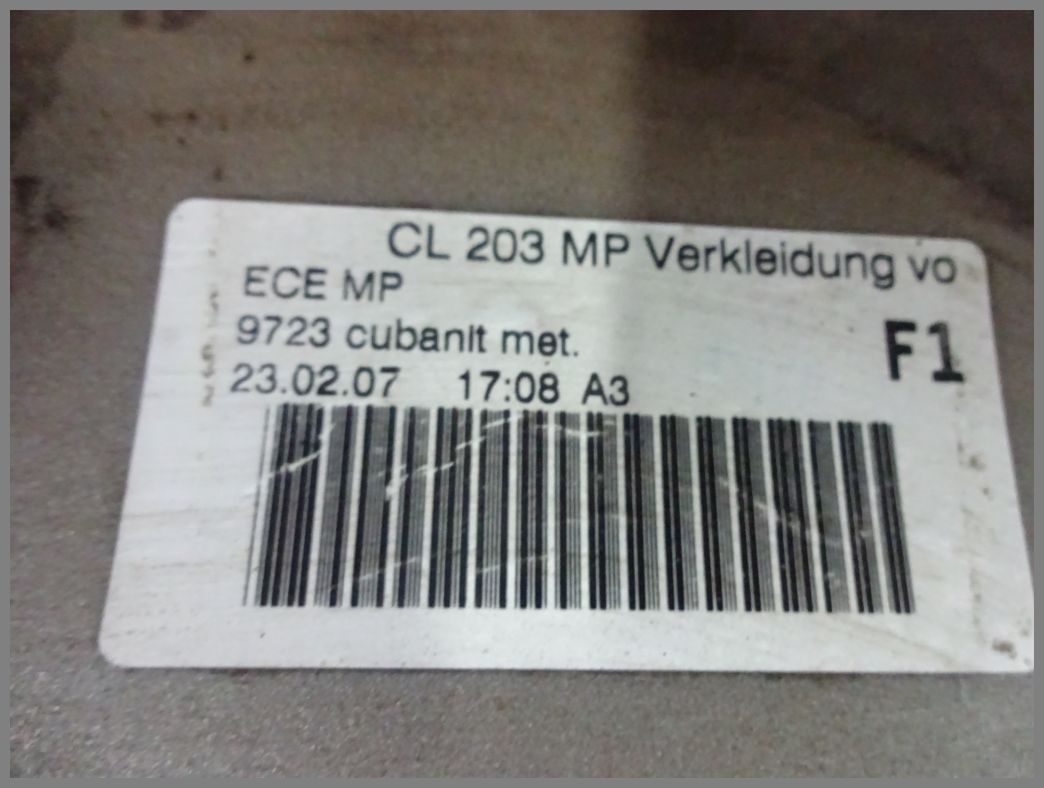 CL 203 MP Verkleidung vo
ECE MP
9723 cubanit met.
F1
23.02.07 17:08 A3